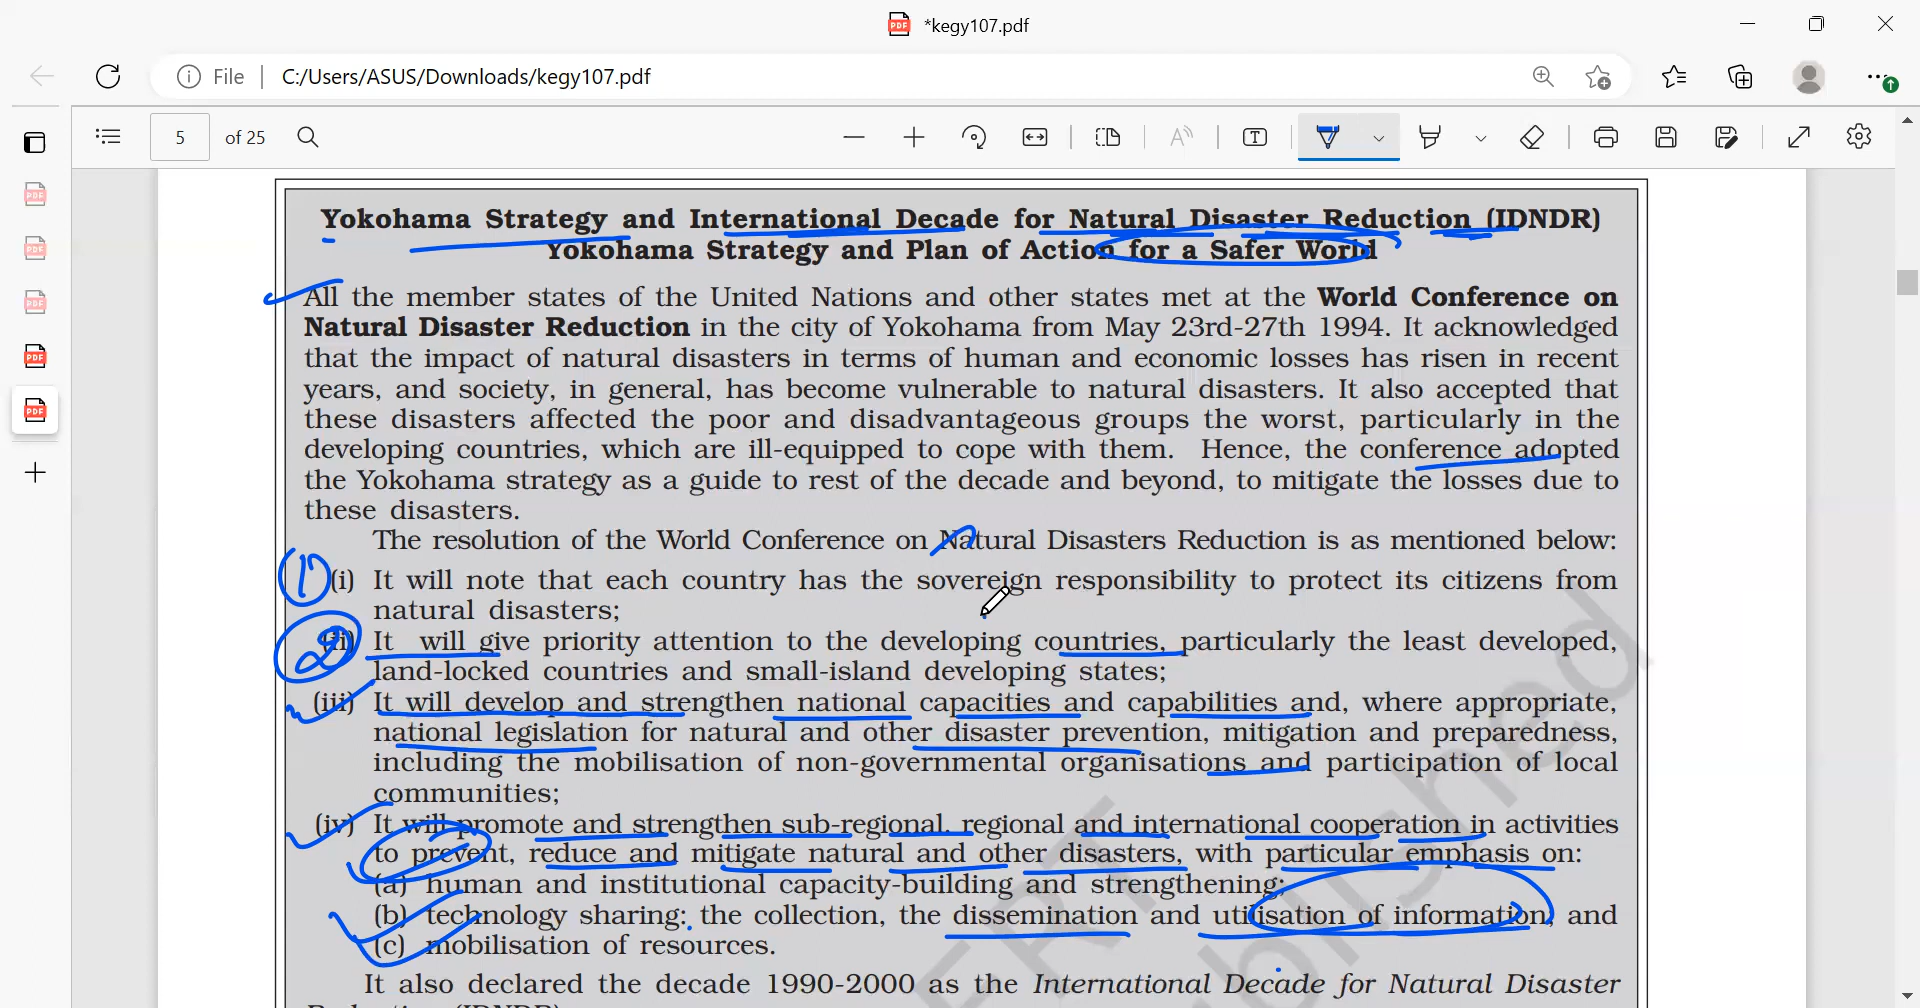 *kegy107.pdf
File
C:/Users/ASUS/Downloads/kegy107.pdf
5 of 25
Yokohama Strategy and International Decade for Natural Disaster Reduction (IDNDR)
Yokohama Strategy and Plan of Action for a Safer World
All the member states of the United Nations and other states met at the World Conference on
Natural Disaster Reduction in the city of Yokohama from May 23rd-27th 1994. It acknowledged
that the impact of natural disasters in terms of human and economic losses has risen in recent
years, and society, in general, has become vulnerable to natural disasters. It also accepted that
these disasters affected the poor and disadvantageous groups the worst, particularly in the
developing countries, which are ill-equipped to cope with them. Hence, the conference adopted
the Yokohama strategy as a guide to rest of the decade and beyond, to mitigate the losses due to
these disasters.
The resolution of the World Conference on Natural Disasters Reduction is as mentioned below:
1 (i) It will note that each country has the sovereign responsibility to protect its citizens from
natural disasters;
2 (ii) It will give priority attention to the developing countries, particularly the least developed,
land-locked countries and small-island developing states;
(iii) It will develop and strengthen national capacities and capabilities and, where appropriate,
national legislation for natural and other disaster prevention, mitigation and preparedness,
including the mobilisation of non-governmental organisations and participation of local
communities;
(iv) It will promote and strengthen sub-regional, regional and international cooperation in activities
to prevent, reduce and mitigate natural and other disasters, with particular emphasis on:
(a) human and institutional capacity-building and strengthening;
(b) technology sharing: the collection, the dissemination and utilisation of information, and
(c) mobilisation of resources.
It also declared the decade 1990-2000 as the International Decade for Natural Disaster